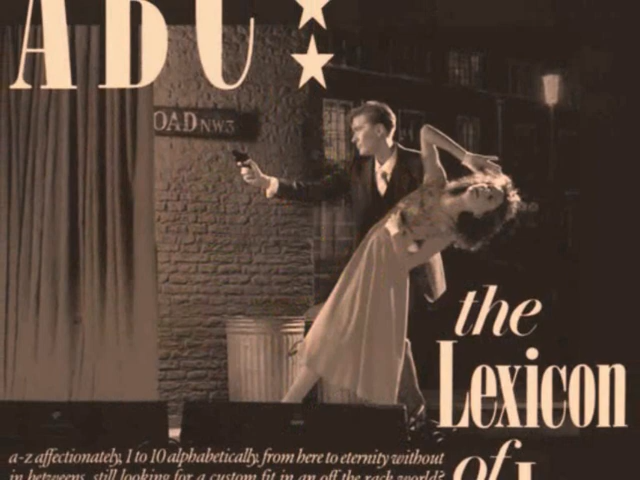 ABC
OAD NW3
the
Lexicon
of
a-z affectionately, 1 to 10 alphabetically, from here to eternity without
in betweens, still looking for a custom fit in an off the rack world?